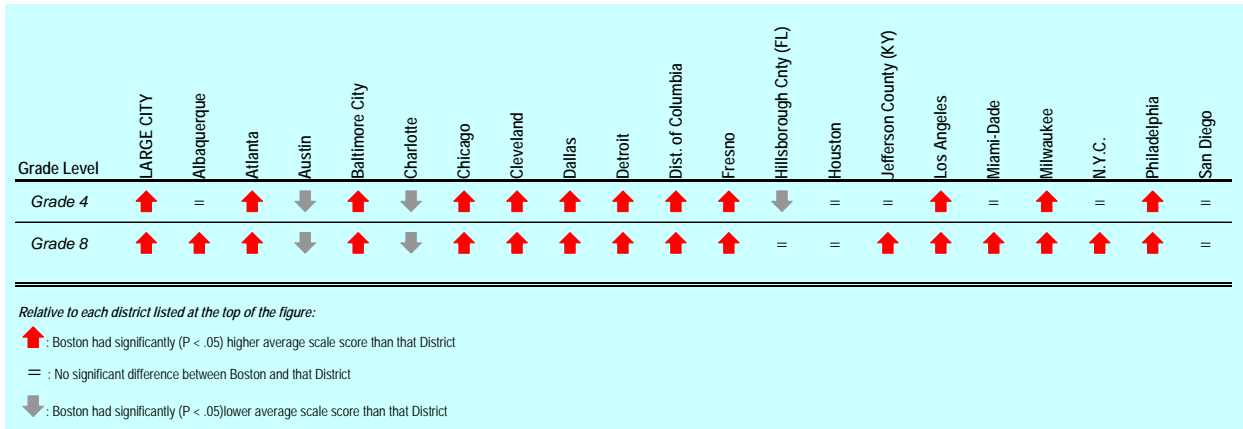 Grade Level
LARGE CITY
Albaquerque
Atlanta
Austin
Baltimore City
Charlotte
Chicago
Cleveland
Dallas
Detroit
Dist. of Columbia
Fresno
Hillsborough Cnty (FL)
Houston
Jefferson County (KY)
Los Angeles
Miami-Dade
Milwaukee
N.Y.C.
Philadelphia
San Diego
Grade 4 = = = = = =
Grade 8 = = =
Relative to each district listed at the top of the figure:
: Boston had significantly (P < .05) higher average scale score than that District
= : No significant difference between Boston and that District
: Boston had significantly (P < .05)lower average scale score than that District